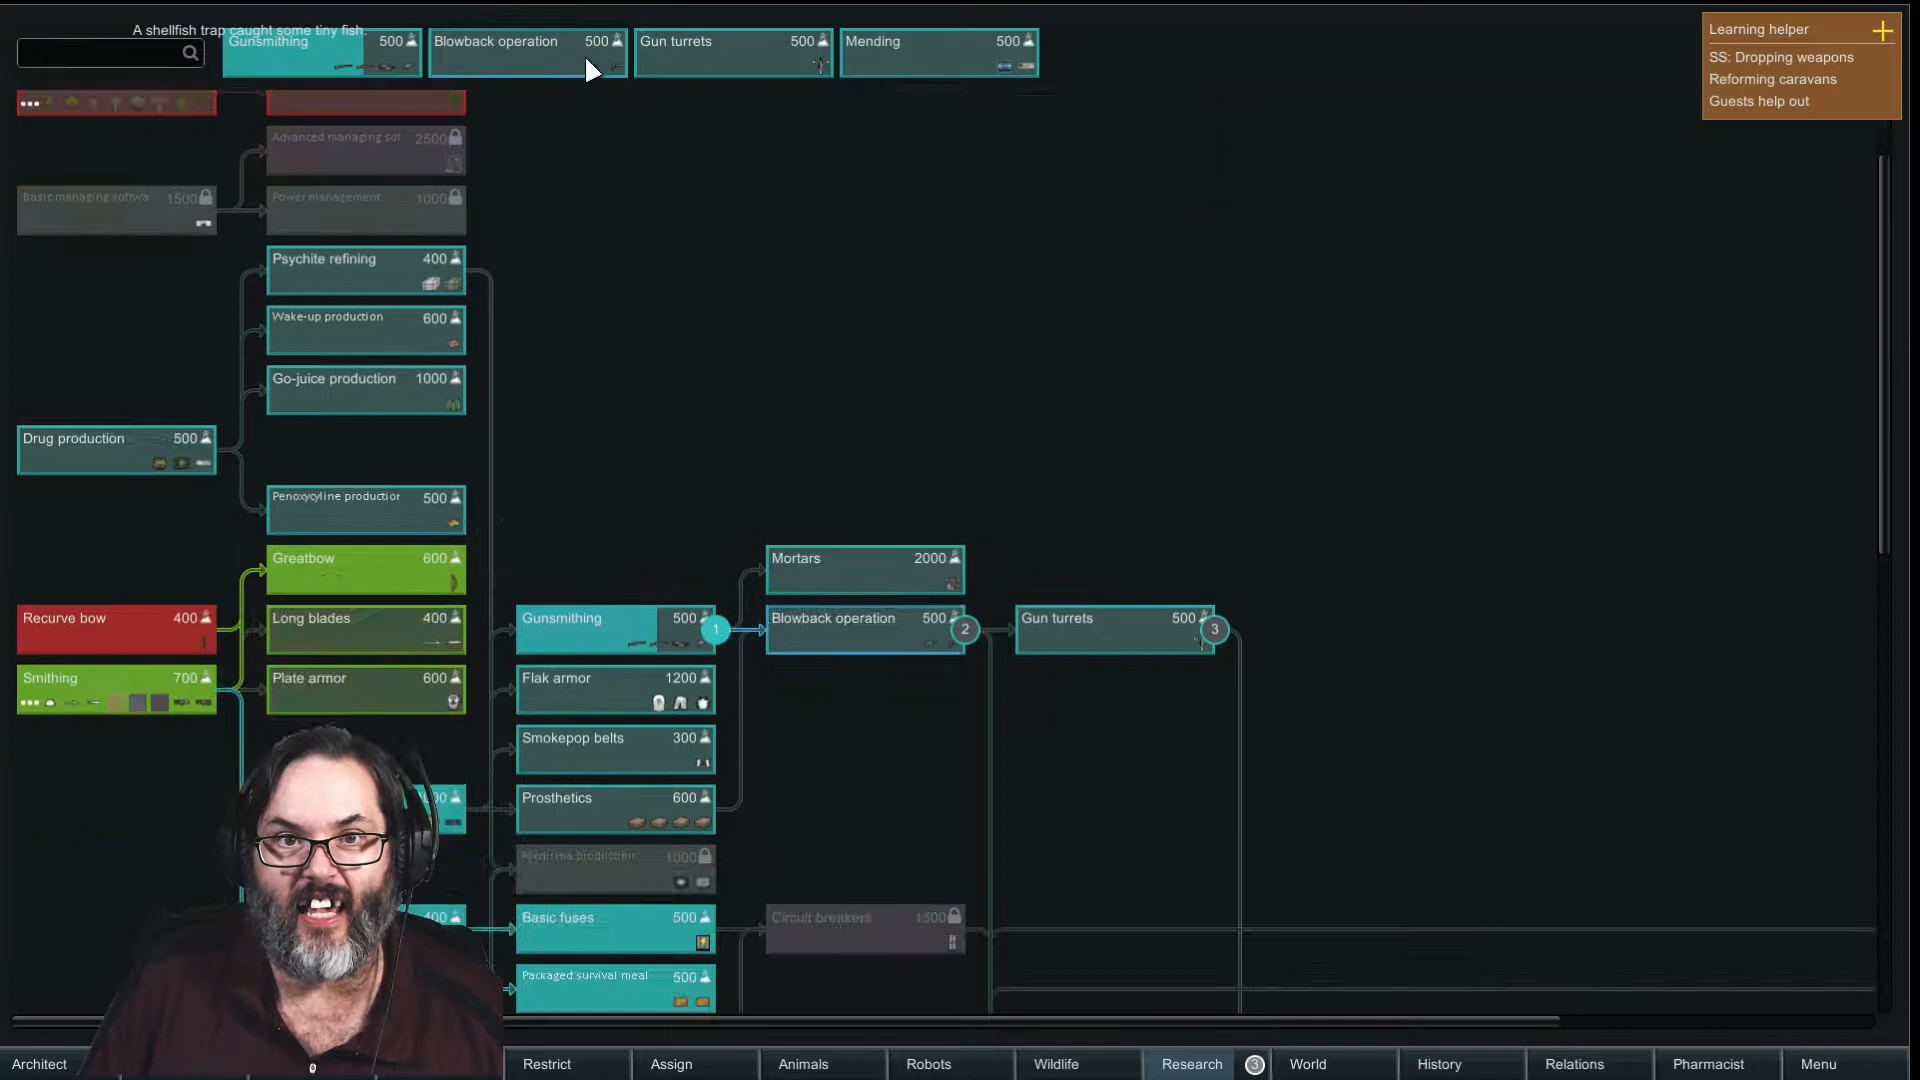 A shellfish trap caught some tiny fish.
Gunsmithing 500
Blowback operation 500
Gun turrets 500
Mending 500
Learning helper
SS: Dropping weapons
Reforming caravans
Guests help out
Advanced managing sof 2500
Basic managing softwa 1500
Power management 1000
Psychite refining 400
Wake-up production 600
Go-juice production 1000
Drug production 500
Penoxycyline production 500
Greatbow 600
Mortars 2000
Recurve bow 400
Long blades 400
Gunsmithing 500 1
Blowback operation 500 2
Gun turrets 500 3
Smithing 700
Plate armor 600
Flak armor 1200
Smokepop belts 300
Prosthetics 600
production 1000
400
Basic fuses 500
Circuit breakers 1300
Packaged survival meal 500
Architect
Restrict
Assign
Animals
Robots
Wildlife
Research 3
World
History
Relations
Pharmacist
Menu